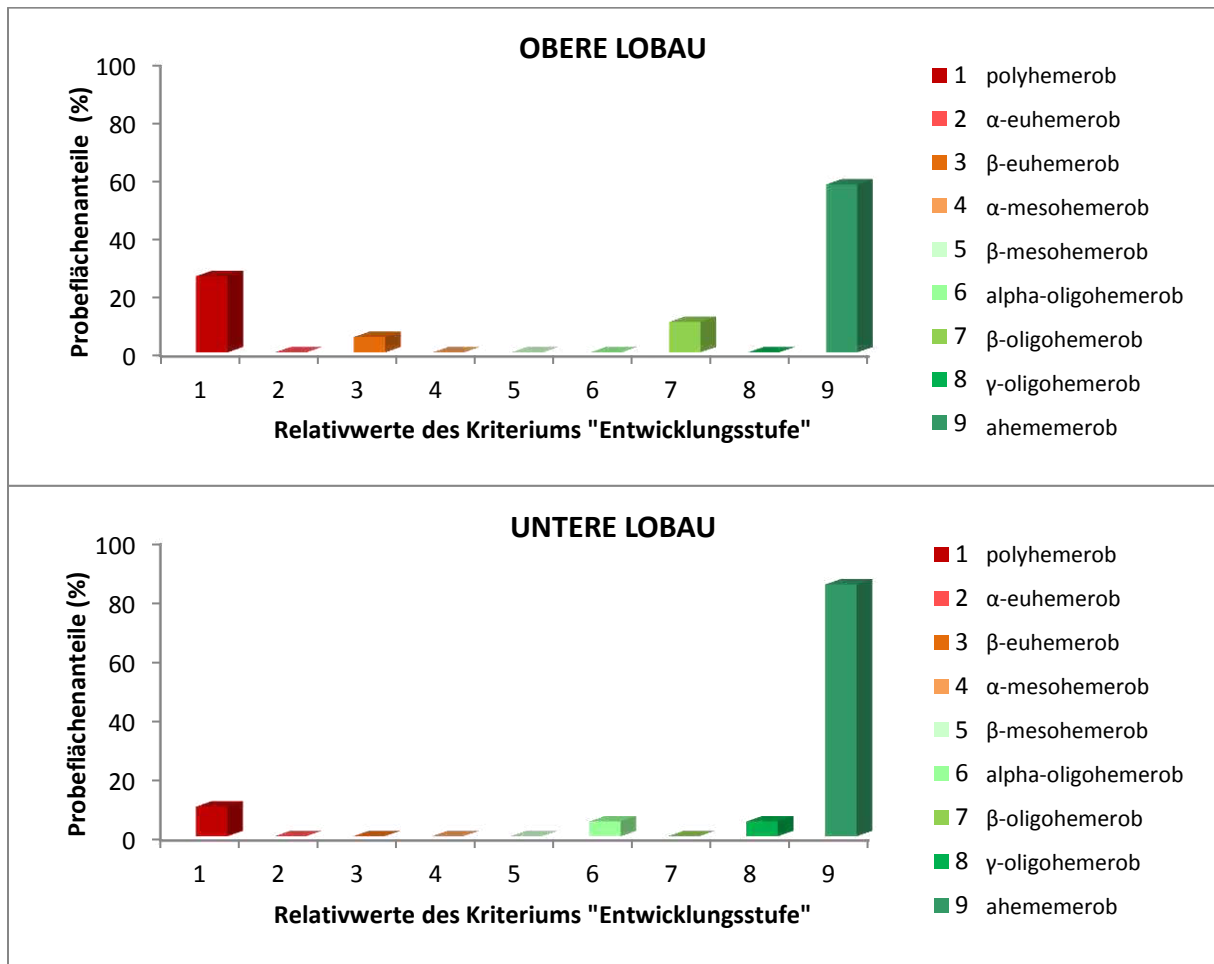 OBERE LOBAU
Probeflächenanteile (%)
100
80
60
40
20
0
1 2 3 4 5 6 7 8 9
Relativwerte des Kriteriums "Entwicklungsstufe"
1 polyhemerob
2 α-euhemerob
3 β-euhemerob
4 α-mesohemerob
5 β-mesohemerob
6 alpha-oligohemerob
7 β-oligohemerob
8 γ-oligohemerob
9 ahememerob
UNTERE LOBAU
Probeflächenanteile (%)
100
80
60
40
20
0
1 2 3 4 5 6 7 8 9
Relativwerte des Kriteriums "Entwicklungsstufe"
1 polyhemerob
2 α-euhemerob
3 β-euhemerob
4 α-mesohemerob
5 β-mesohemerob
6 alpha-oligohemerob
7 β-oligohemerob
8 γ-oligohemerob
9 ahememerob